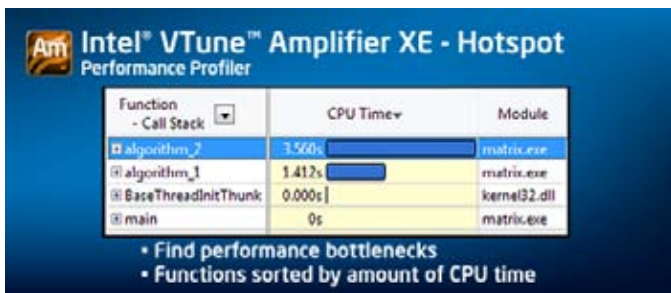 Am Intel® VTune™ Amplifier XE - Hotspot
Performance Profiler
Function - Call Stack CPU Time Module
algorithm_2 3.560s matrix.exe
algorithm_1 1.412s matrix.exe
BaseThreadInitThunk 0.000s kernel32.dll
main 0s matrix.exe
• Find performance bottlenecks
• Functions sorted by amount of CPU time